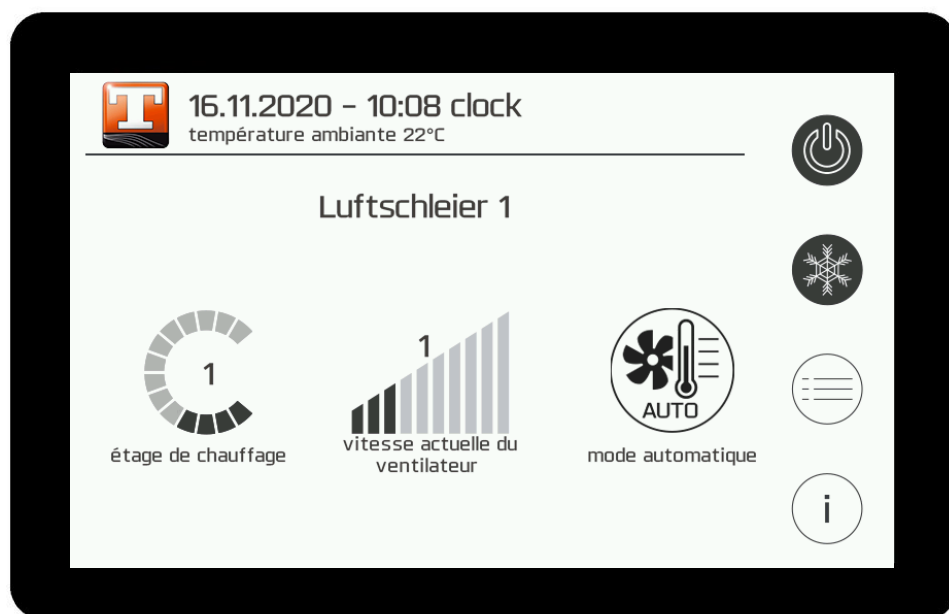 T
16.11.2020 - 10:08 clock
température ambiante 22°C
Luftschleier 1
1
étage de chauffage
1
vitesse actuelle du
ventilateur
AUTO
mode automatique
i